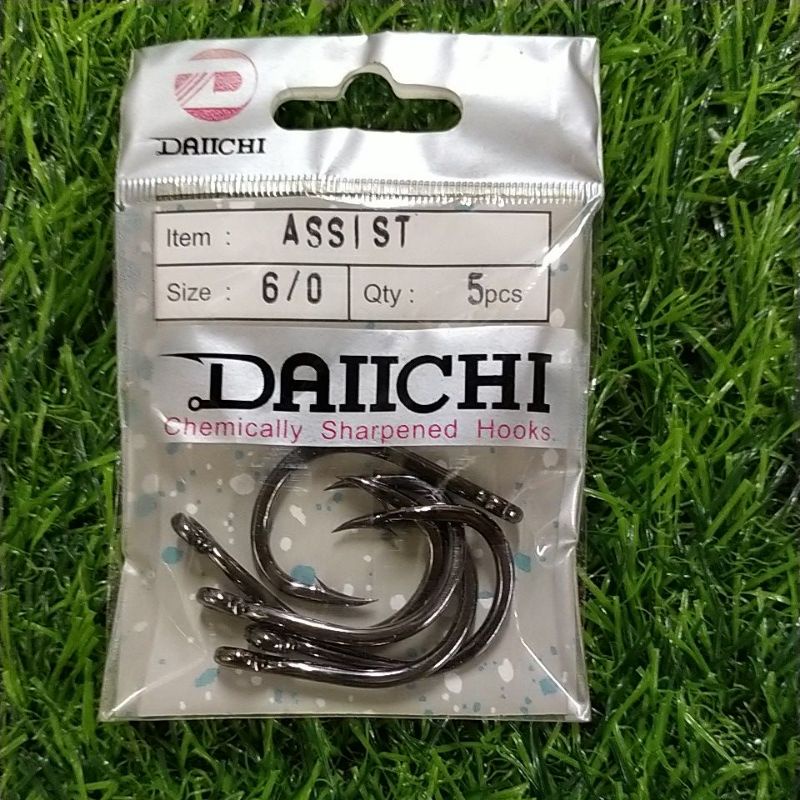 DAIICHI
Item : ASSIST
Size : 6/0 Qty : 5pcs
DAIICHI
Chemically Sharpened Hooks.